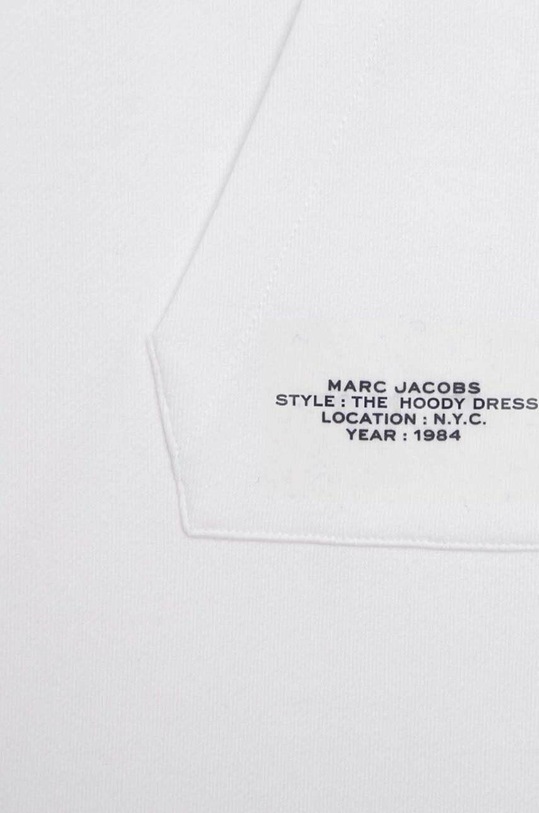 MARC JACOBS
STYLE : THE HOODY DRESS
LOCATION : N.Y.C.
YEAR : 1984